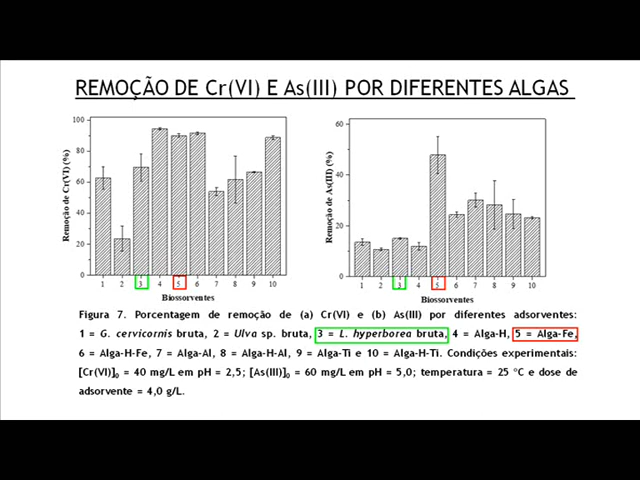 REMOÇÃO DE Cr(VI) E As(III) POR DIFERENTES ALGAS
100
80
60
40
20
0
Remoção de Cr(VI) (%)
1 2 3 4 5 6 7 8 9 10
Biossorventes
60
40
20
0
Remoção de As(III) (%)
1 2 3 4 5 6 7 8 9 10
Biossorventes
Figura 7. Porcentagem de remoção de (a) Cr(VI) e (b) As(III) por diferentes adsorventes:
1 = G. cervicornis bruta, 2 = Ulva sp. bruta, 3 = L. hyperborea bruta, 4 = Alga-H, 5 = Alga-Fe,
6 = Alga-H-Fe, 7 = Alga-Al, 8 = Alga-H-Al, 9 = Alga-Ti e 10 = Alga-H-Ti. Condições experimentais:
[Cr(VI)]₀ = 40 mg/L em pH = 2,5; [As(III)]₀ = 60 mg/L em pH = 5,0; temperatura = 25 °C e dose de
adsorvente = 4,0 g/L.